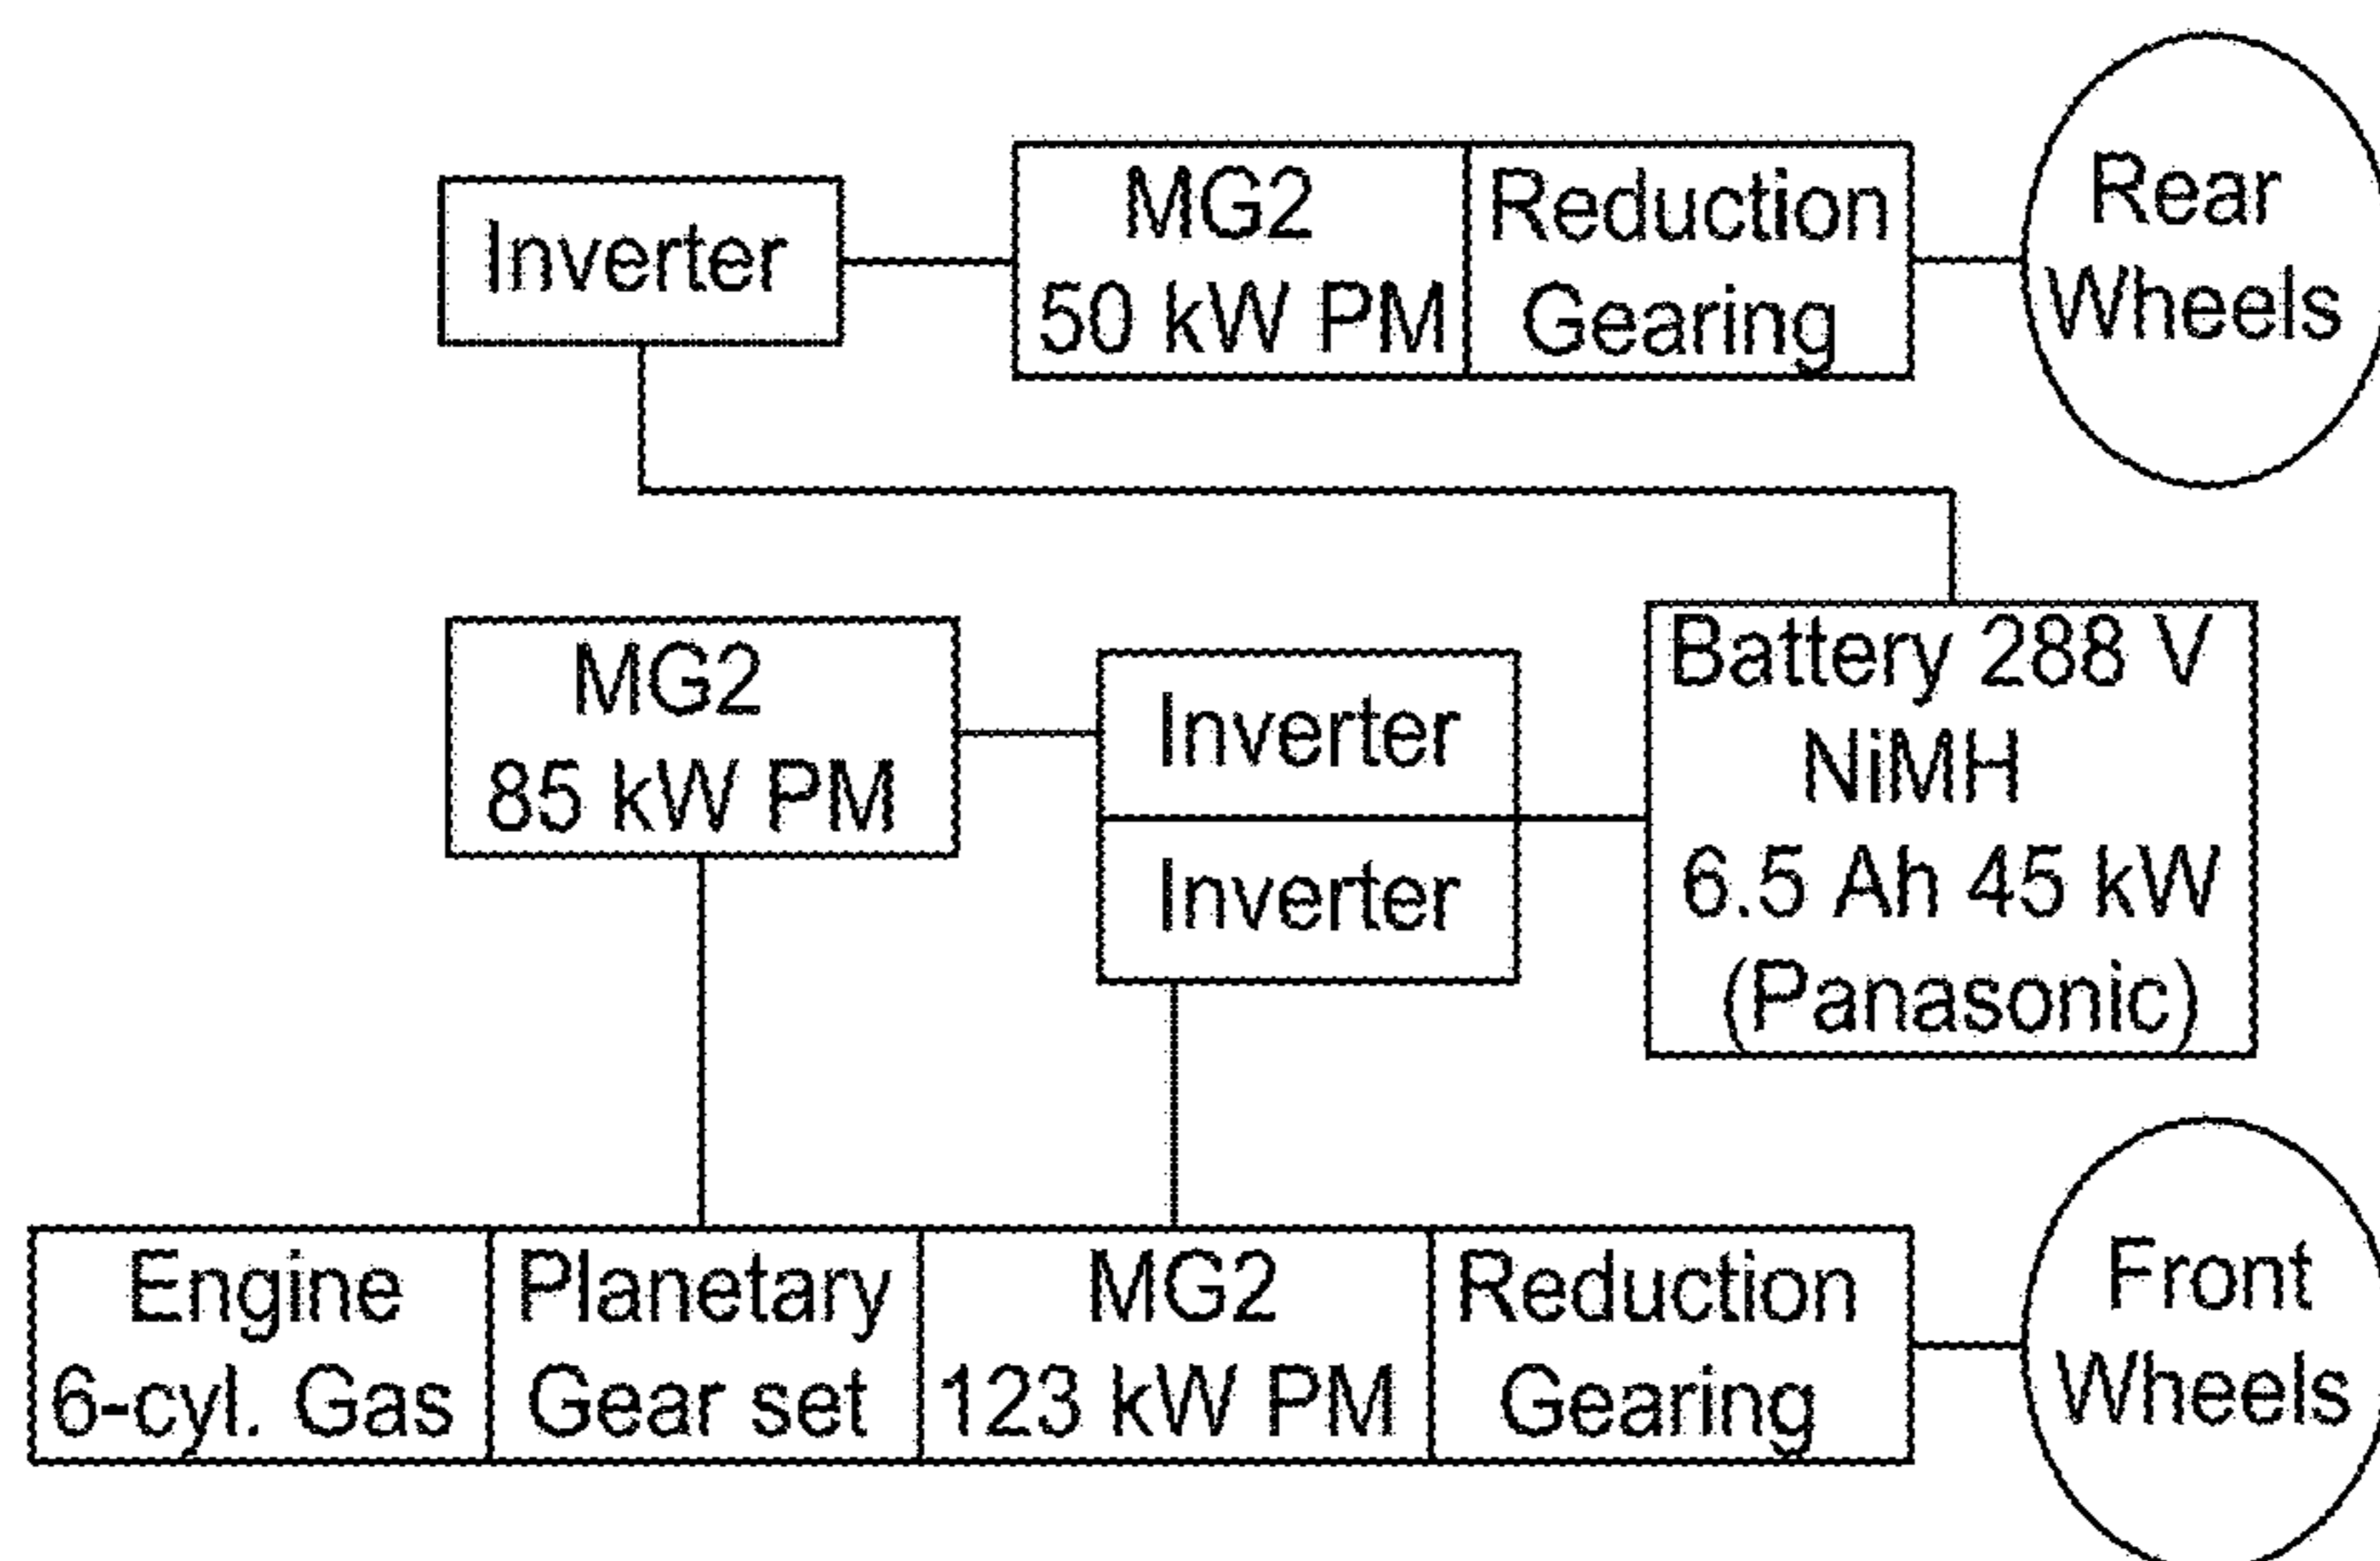 Inverter
MG2
50 kW PM
Reduction
Gearing
Rear
Wheels
MG2
85 kW PM
Inverter
Inverter
Battery 288 V
NiMH
6.5 Ah 45 kW
(Panasonic)
Engine
6-cyl. Gas
Planetary
Gear set
MG2
123 kW PM
Reduction
Gearing
Front
Wheels